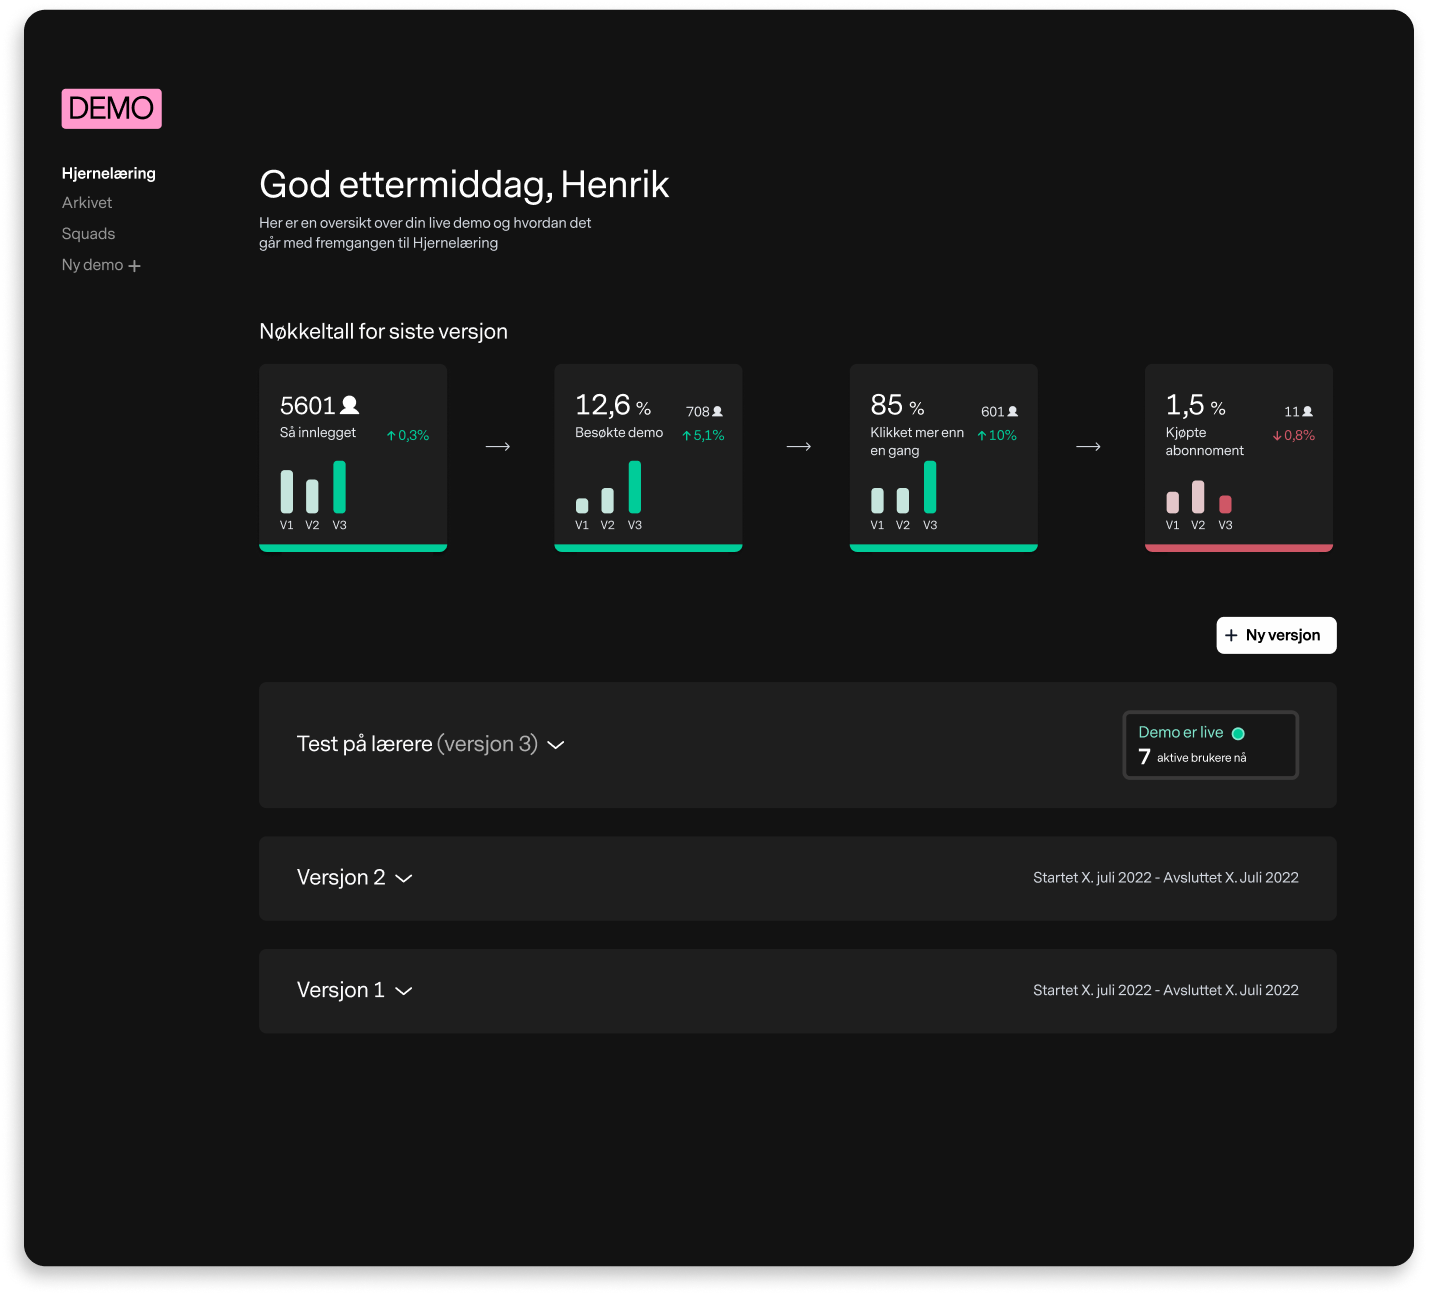 DEMO
Hjernelæring
Arkivet
Squads
Ny demo +
God ettermiddag, Henrik
Her er en oversikt over din live demo og hvordan det
går med fremgangen til Hjernelæring
Nøkkeltall for siste versjon
5601
Så innlegget
↑0,3%
V1 V2 V3
→
12,6 %
708
Besøkte demo
↑5,1%
V1 V2 V3
→
85 %
601
Klikket mer enn
en gang
↑10%
V1 V2 V3
→
1,5 %
11
Kjøpte
abonnoment
↓0,8%
V1 V2 V3
+ Ny versjon
Test på lærere (versjon 3)
Demo er live
7 aktive brukere nå
Versjon 2
Startet X. juli 2022 - Avsluttet X. Juli 2022
Versjon 1
Startet X. juli 2022 - Avsluttet X. Juli 2022